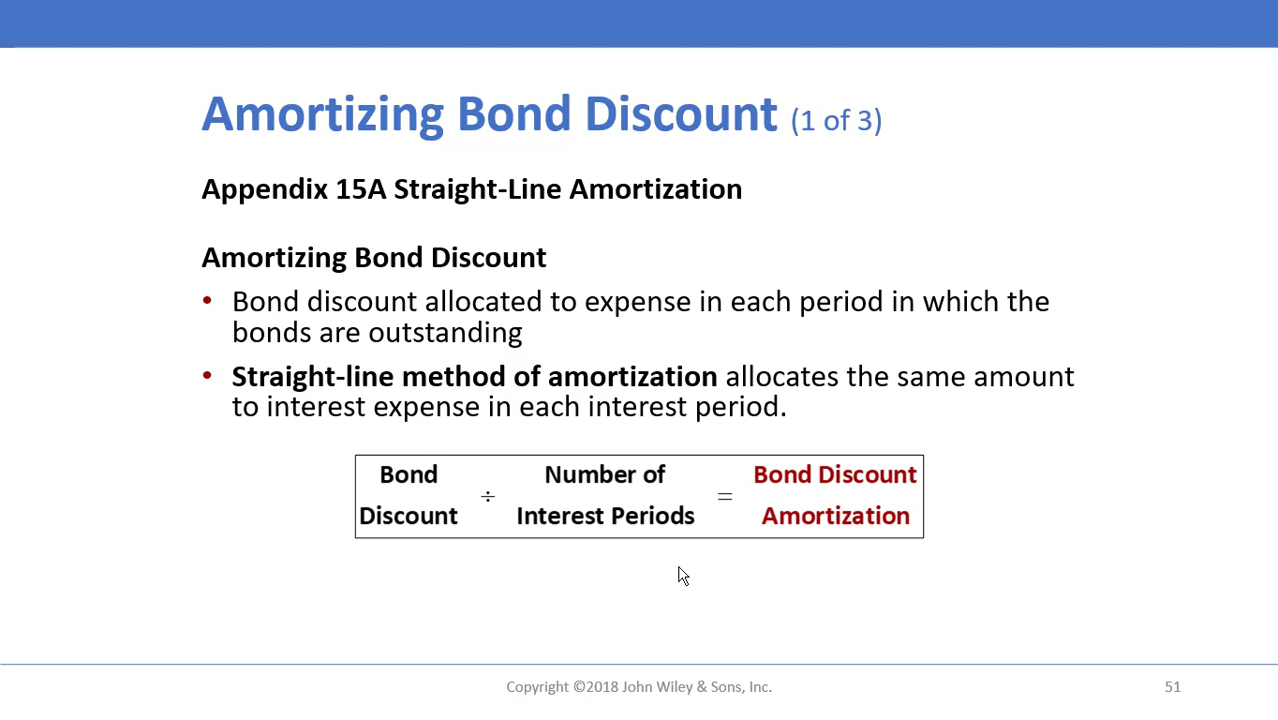 Amortizing Bond Discount (1 of 3)
Appendix 15A Straight-Line Amortization
Amortizing Bond Discount
• Bond discount allocated to expense in each period in which the
bonds are outstanding
• Straight-line method of amortization allocates the same amount
to interest expense in each interest period.
Bond Discount ÷ Number of Interest Periods = Bond Discount Amortization
Copyright ©2018 John Wiley & Sons, Inc.
51